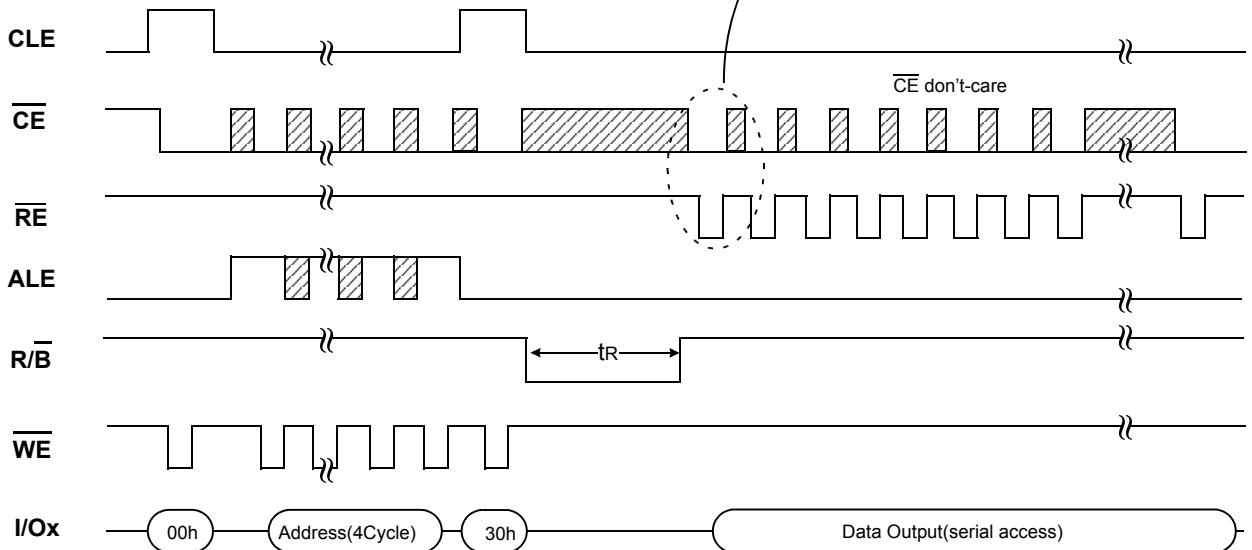 CLE
CE don't-care
CE
RE
ALE
R/B
tR
WE
I/Ox 00h Address(4Cycle) 30h Data Output(serial access)